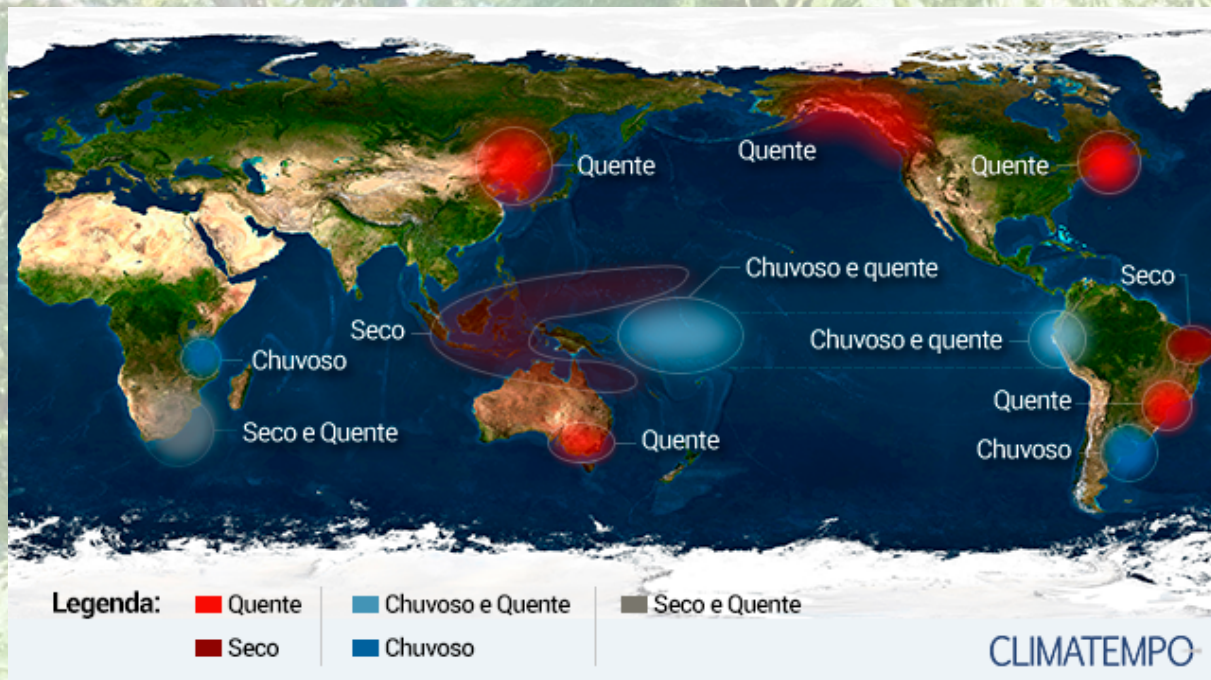 Quente
Quente
Quente
Chuvoso e quente
Seco
Seco
Chuvoso e quente
Chuvoso
Quente
Seco e Quente
Quente
Chuvoso
Legenda:
Quente
Chuvoso e Quente
Seco e Quente
Seco
Chuvoso
CLIMATEMPO